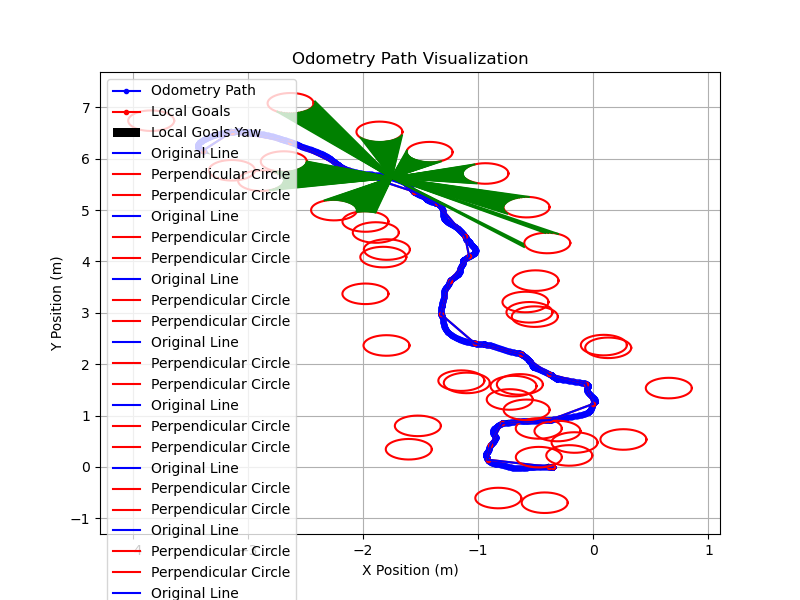 Odometry Path Visualization
Odometry Path
Local Goals
Local Goals Yaw
Original Line
Perpendicular Circle
Perpendicular Circle
Original Line
Perpendicular Circle
Perpendicular Circle
Original Line
Perpendicular Circle
Perpendicular Circle
Original Line
Perpendicular Circle
Perpendicular Circle
Original Line
Perpendicular Circle
Perpendicular Circle
Original Line
Perpendicular Circle
Perpendicular Circle
Original Line
Perpendicular Circle
Perpendicular Circle
Original Line
Y Position (m)
7
6
5
4
3
2
1
0
−1
−2
−1
0
1
X Position (m)